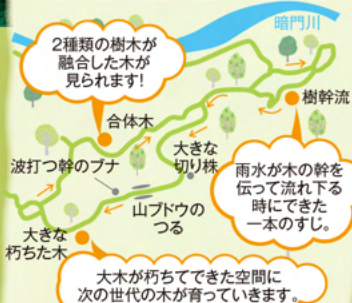 暗門川
2種類の樹木が
融合した木が
見られます!
樹幹流
合体木
大きな
切り株
波打つ幹のブナ
雨水が木の幹を
伝って流れ下る
時にできた
一本のすじ。
山ブドウの
つる
大きな
朽ちた木
大木が朽ちてできた空間に
次の世代の木が育っていきます。